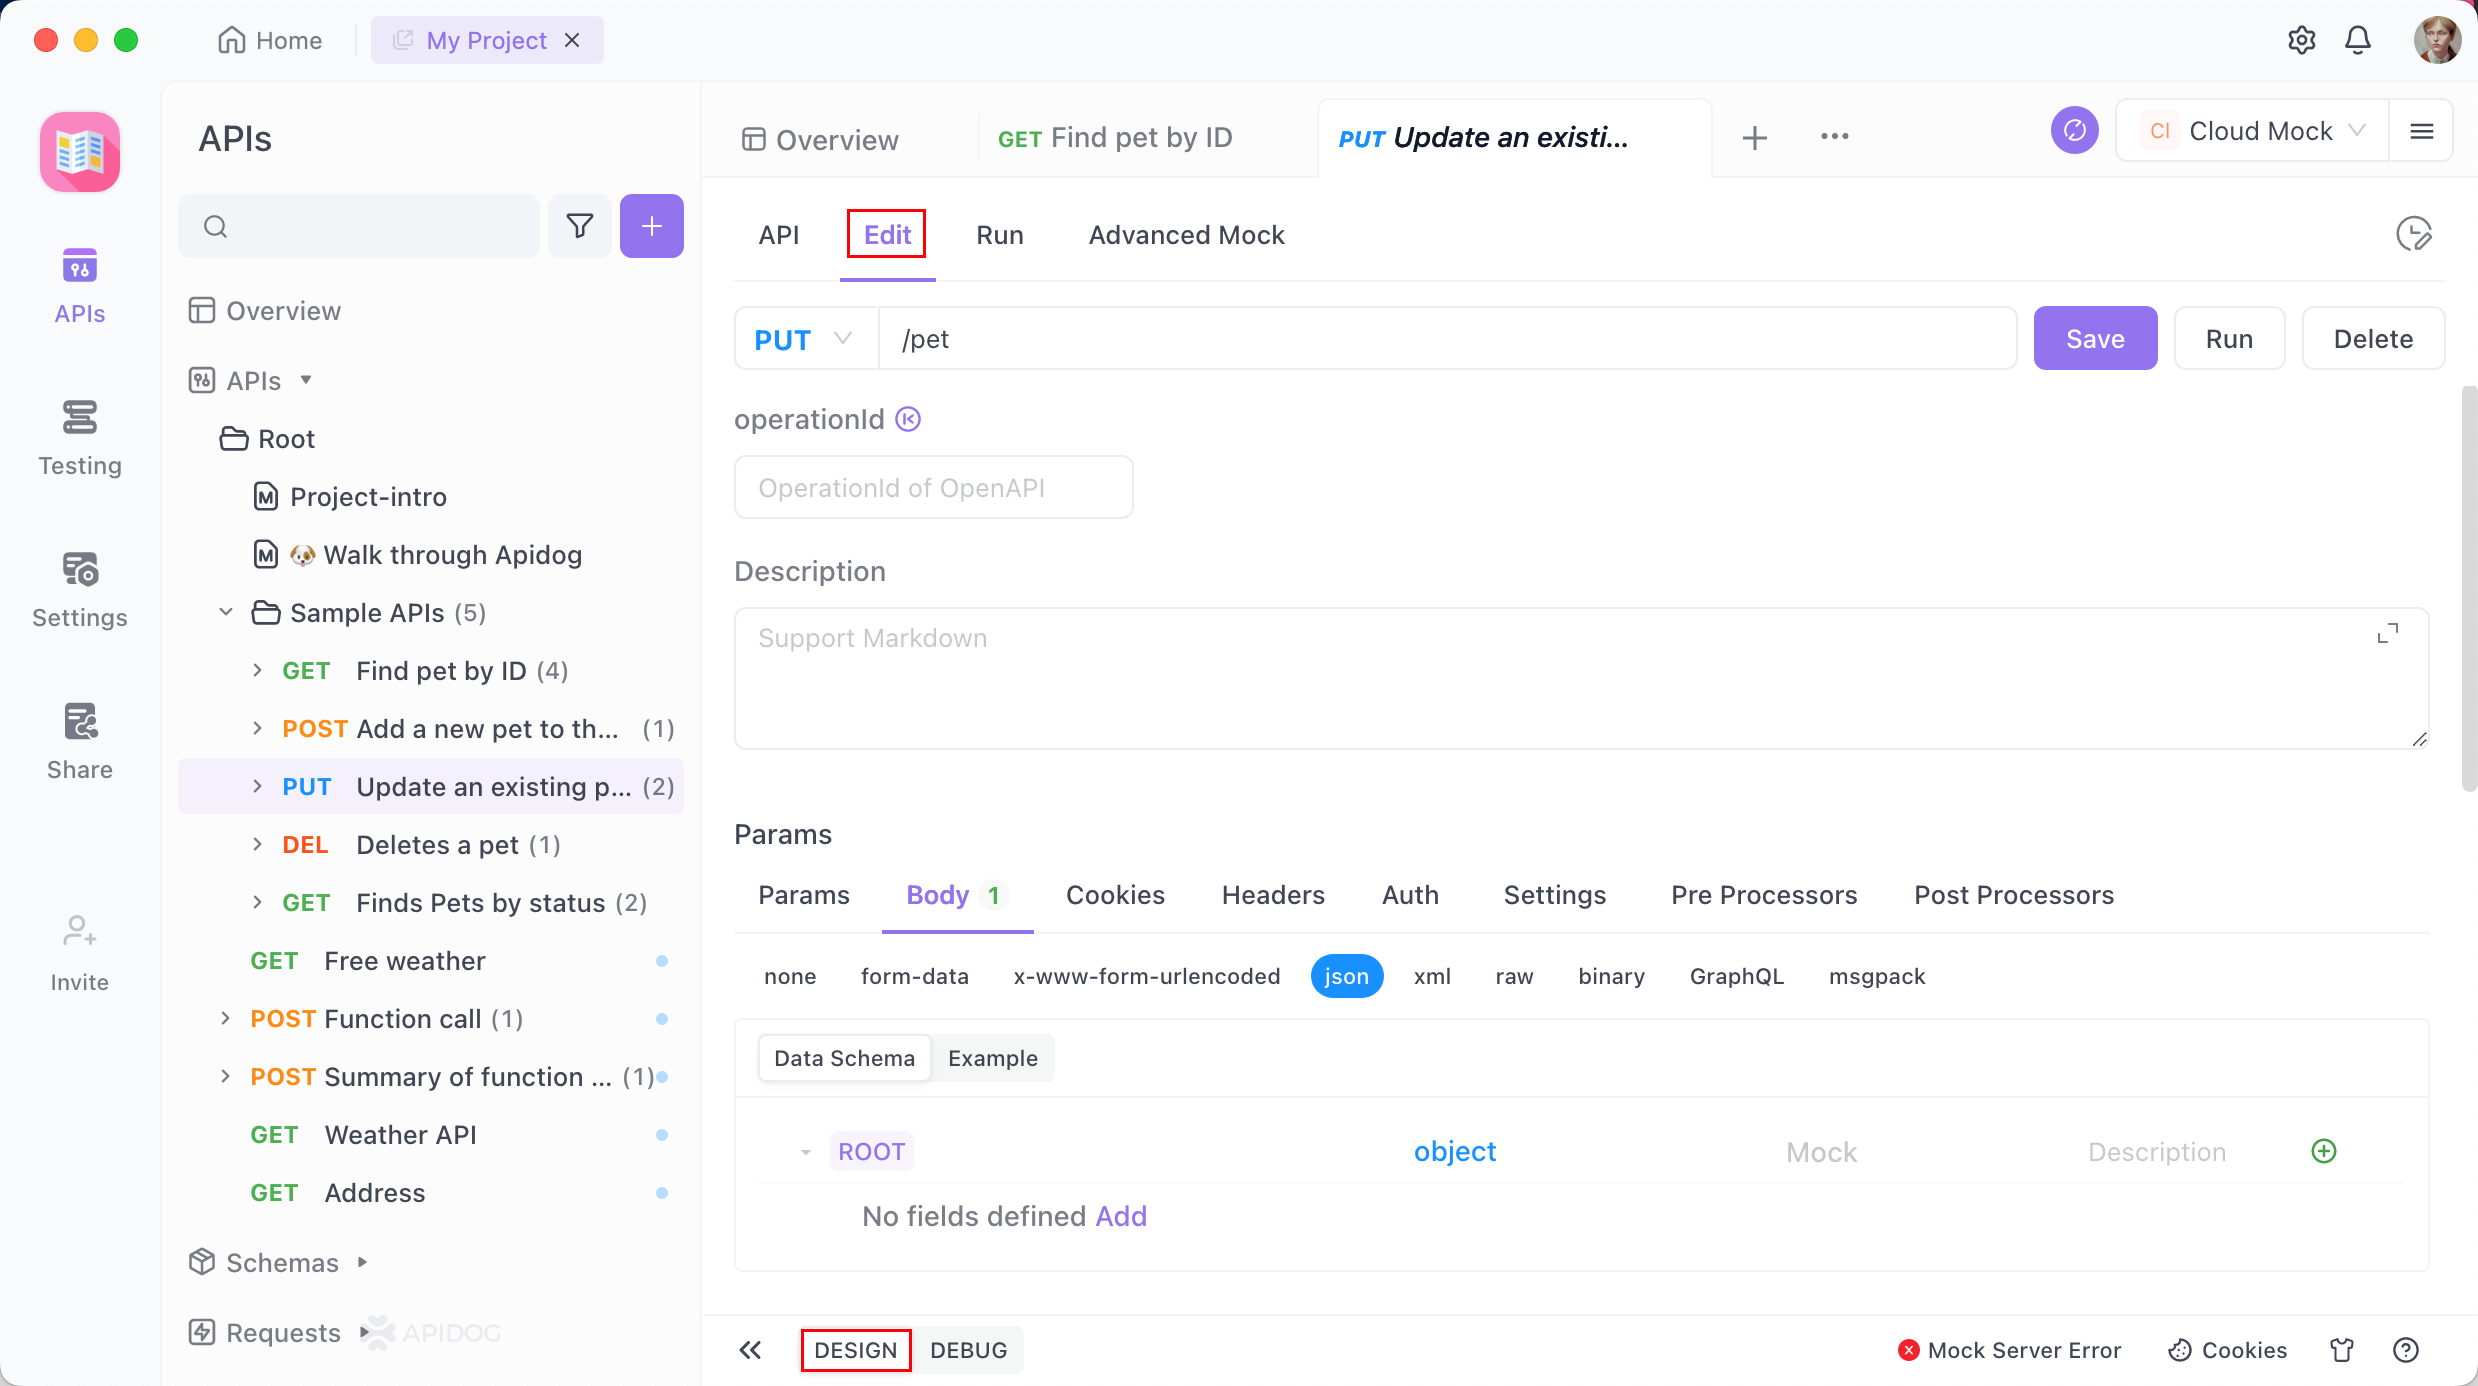 Home
My Project
APIs
Testing
Settings
Share
Invite
APIs
Overview
APIs
Root
Project-intro
Walk through Apidog
Sample APIs (5)
GET Find pet by ID (4)
POST Add a new pet to th... (1)
PUT Update an existing p... (2)
DEL Deletes a pet (1)
GET Finds Pets by status (2)
GET Free weather
POST Function call (1)
POST Summary of function ... (1)
GET Weather API
GET Address
Schemas
Requests
APIDOG
Overview
GET Find pet by ID
PUT Update an existi...
CI Cloud Mock
API
Edit
Run
Advanced Mock
PUT
/pet
Save
Run
Delete
operationId
OperationId of OpenAPI
Description
Support Markdown
Params
Params
Body 1
Cookies
Headers
Auth
Settings
Pre Processors
Post Processors
none
form-data
x-www-form-urlencoded
json
xml
raw
binary
GraphQL
msgpack
Data Schema
Example
ROOT
object
Mock
Description
No fields defined Add
DESIGN
DEBUG
Mock Server Error
Cookies